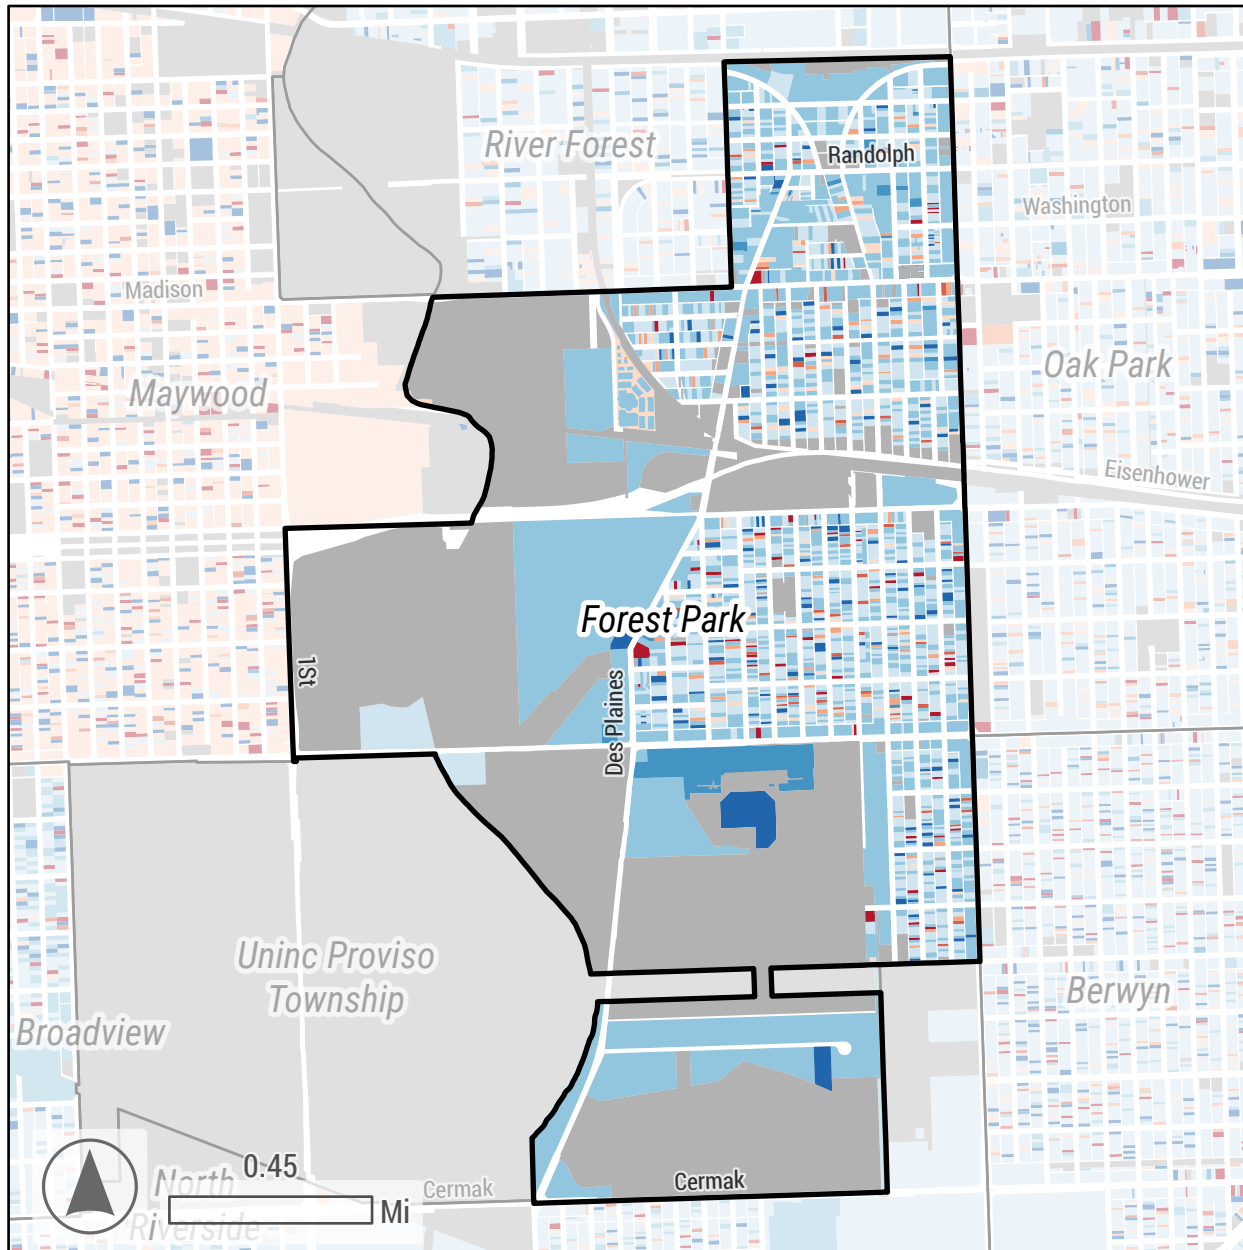 River Forest
Randolph
Washington
Madison
Maywood
Oak Park
Eisenhower
Forest Park
1St
Des Plaines
Uninc Proviso
Township
Berwyn
Broadview
0.45
Mi
North
Riverside
Cermak
Cermak